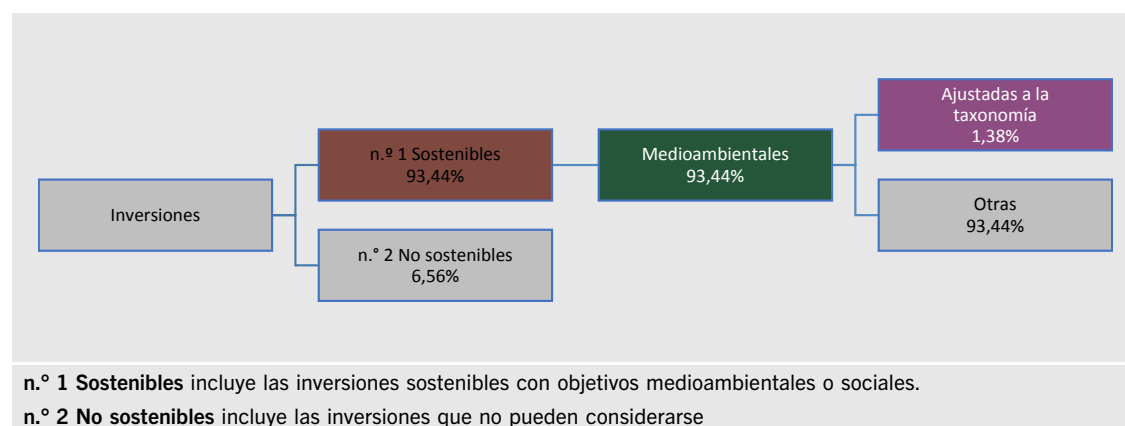 Inversiones
n.º 1 Sostenibles
93,44%
n.° 2 No sostenibles
6,56%
Medioambientales
93,44%
Ajustadas a la
taxonomía
1,38%
Otras
93,44%
n.° 1 Sostenibles incluye las inversiones sostenibles con objetivos medioambientales o sociales.
n.° 2 No sostenibles incluye las inversiones que no pueden considerarse